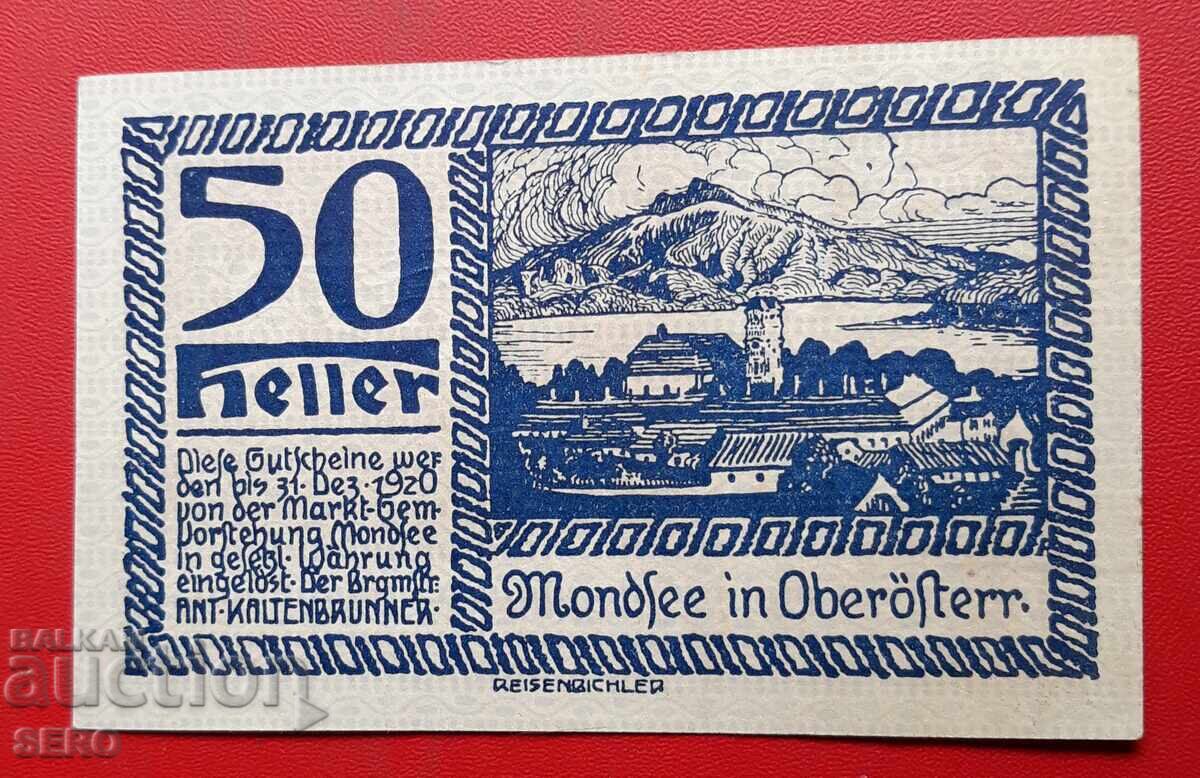 50
Heller
Diese Gutscheine wer
den bis 31. Dez. 1920
von der Markt-Gem-
Vorstehung Mondsee
in gesetzl. Währung
eingelöst. Der Brgmstr:
ANT. KALTENBRUNNER.
Mondsee in Oberösterr.
REISENBICHLER
BALKAN
auction
SERO